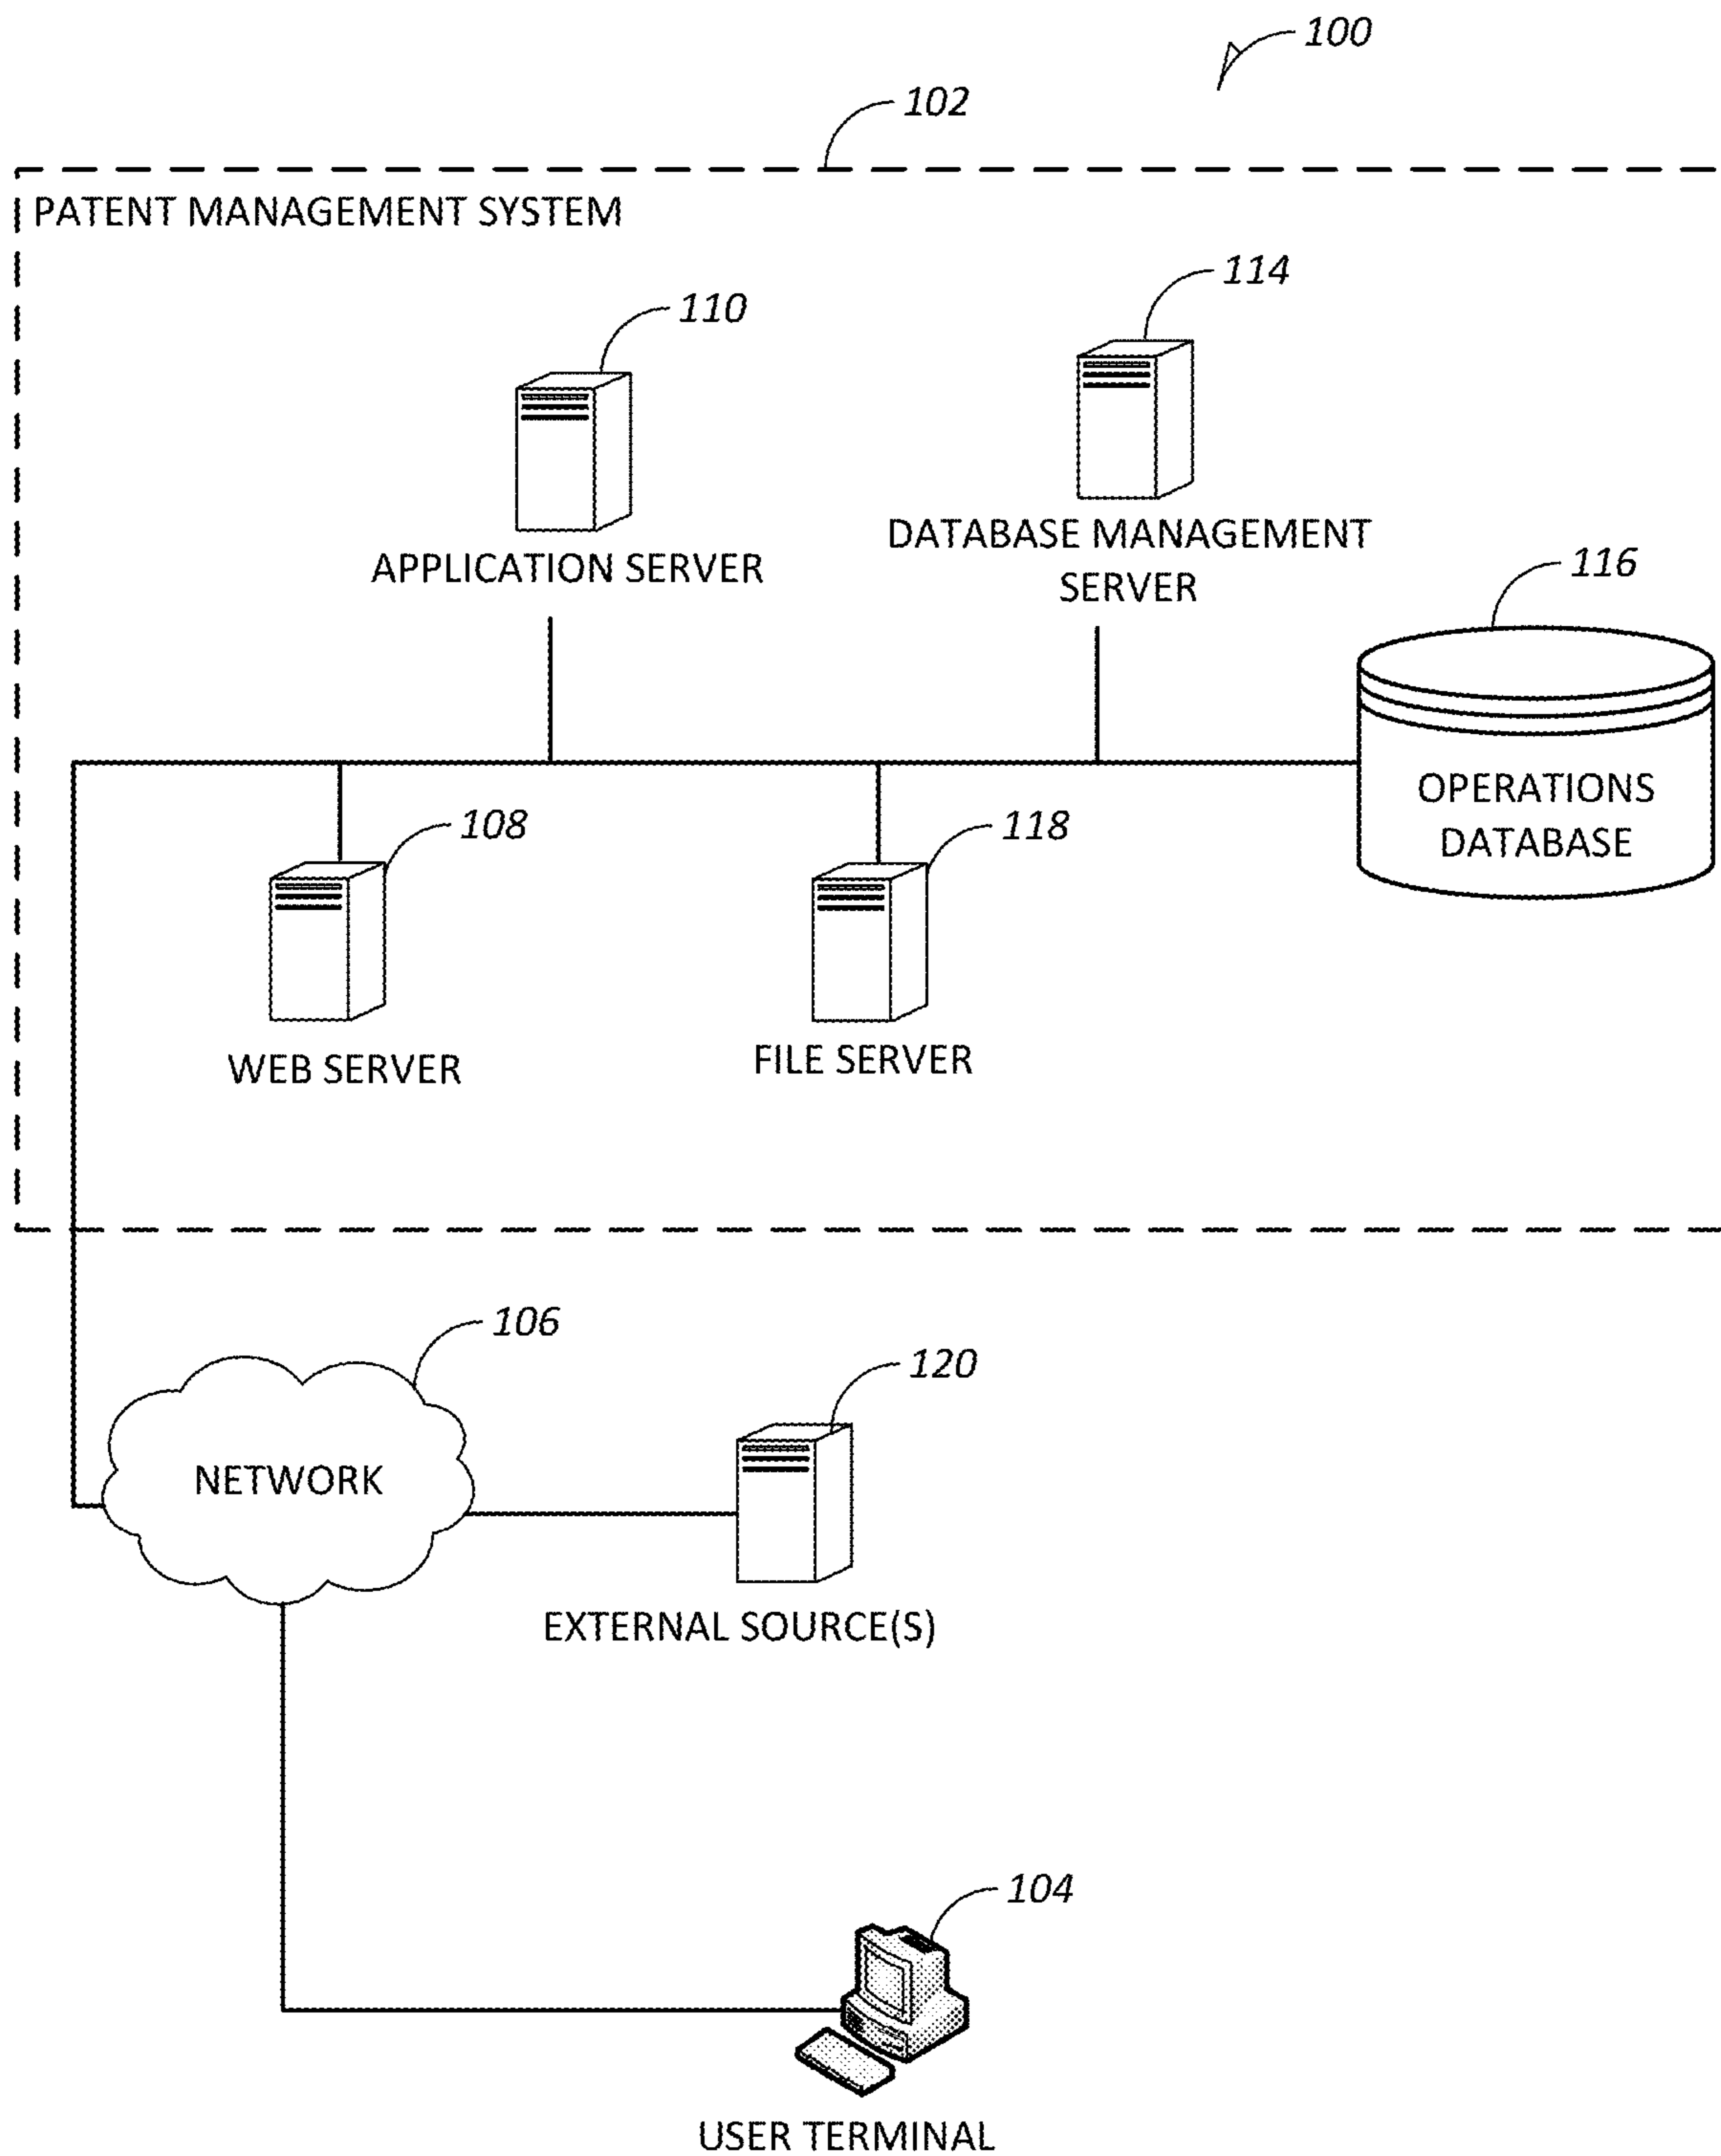 100
102
PATENT MANAGEMENT SYSTEM
114
110
DATABASE MANAGEMENT
SERVER
APPLICATION SERVER
116
OPERATIONS
DATABASE
108
118
WEB SERVER
FILE SERVER
106
120
NETWORK
EXTERNAL SOURCE(S)
104
USER TERMINAL